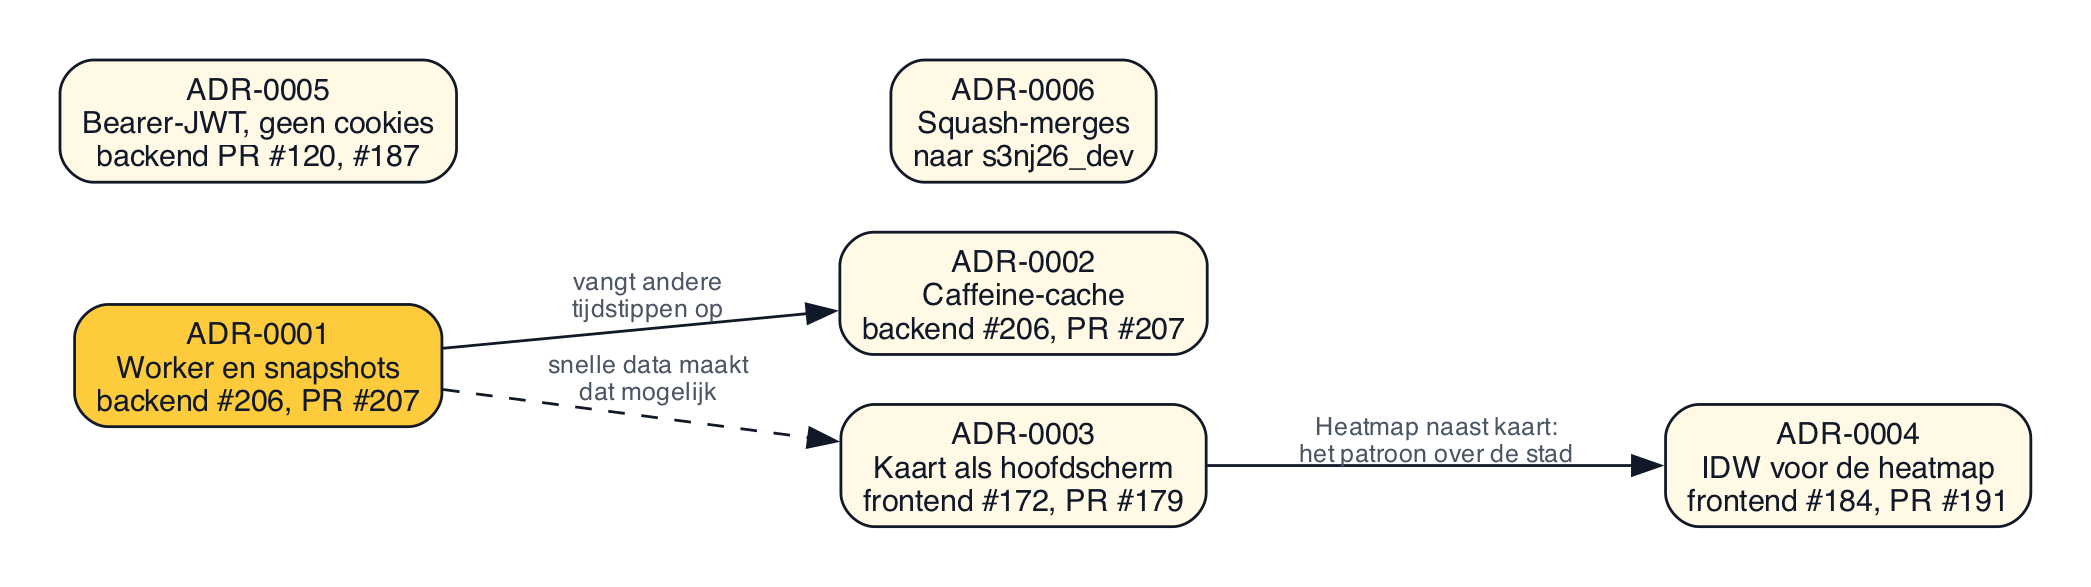 ADR-0005
Bearer-JWT, geen cookies
backend PR #120, #187
ADR-0006
Squash-merges
naar s3nj26_dev
ADR-0001
Worker en snapshots
backend #206, PR #207
vangt andere
tijdstippen op
ADR-0002
Caffeine-cache
backend #206, PR #207
snelle data maakt
dat mogelijk
ADR-0003
Kaart als hoofdscherm
frontend #172, PR #179
Heatmap naast kaart:
het patroon over de stad
ADR-0004
IDW voor de heatmap
frontend #184, PR #191